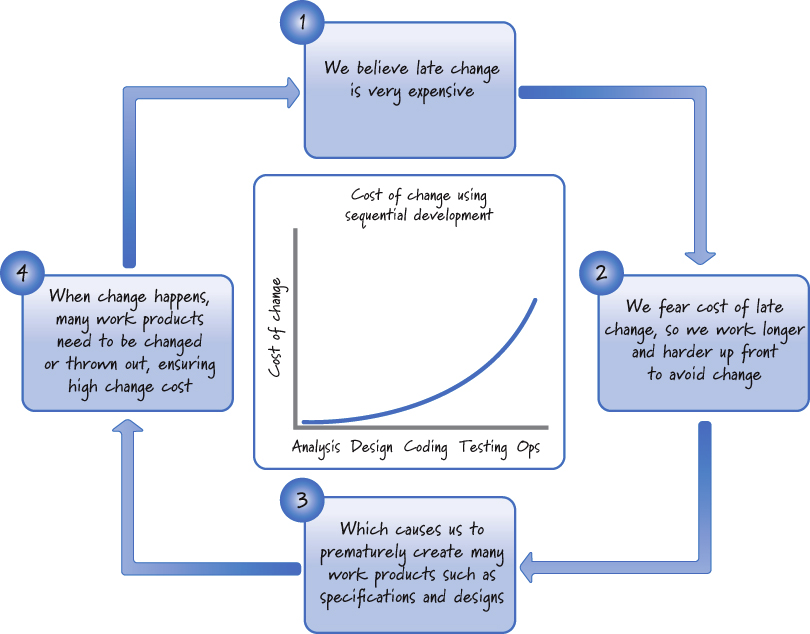 1
We believe late change
is very expensive
2
We fear cost of late
change, so we work longer
and harder up front
to avoid change
3
Which causes us to
prematurely create many
work products such as
specifications and designs
4
When change happens,
many work products
need to be changed
or thrown out, ensuring
high change cost
Cost of change using
sequential development
Cost of change
Analysis Design Coding Testing Ops